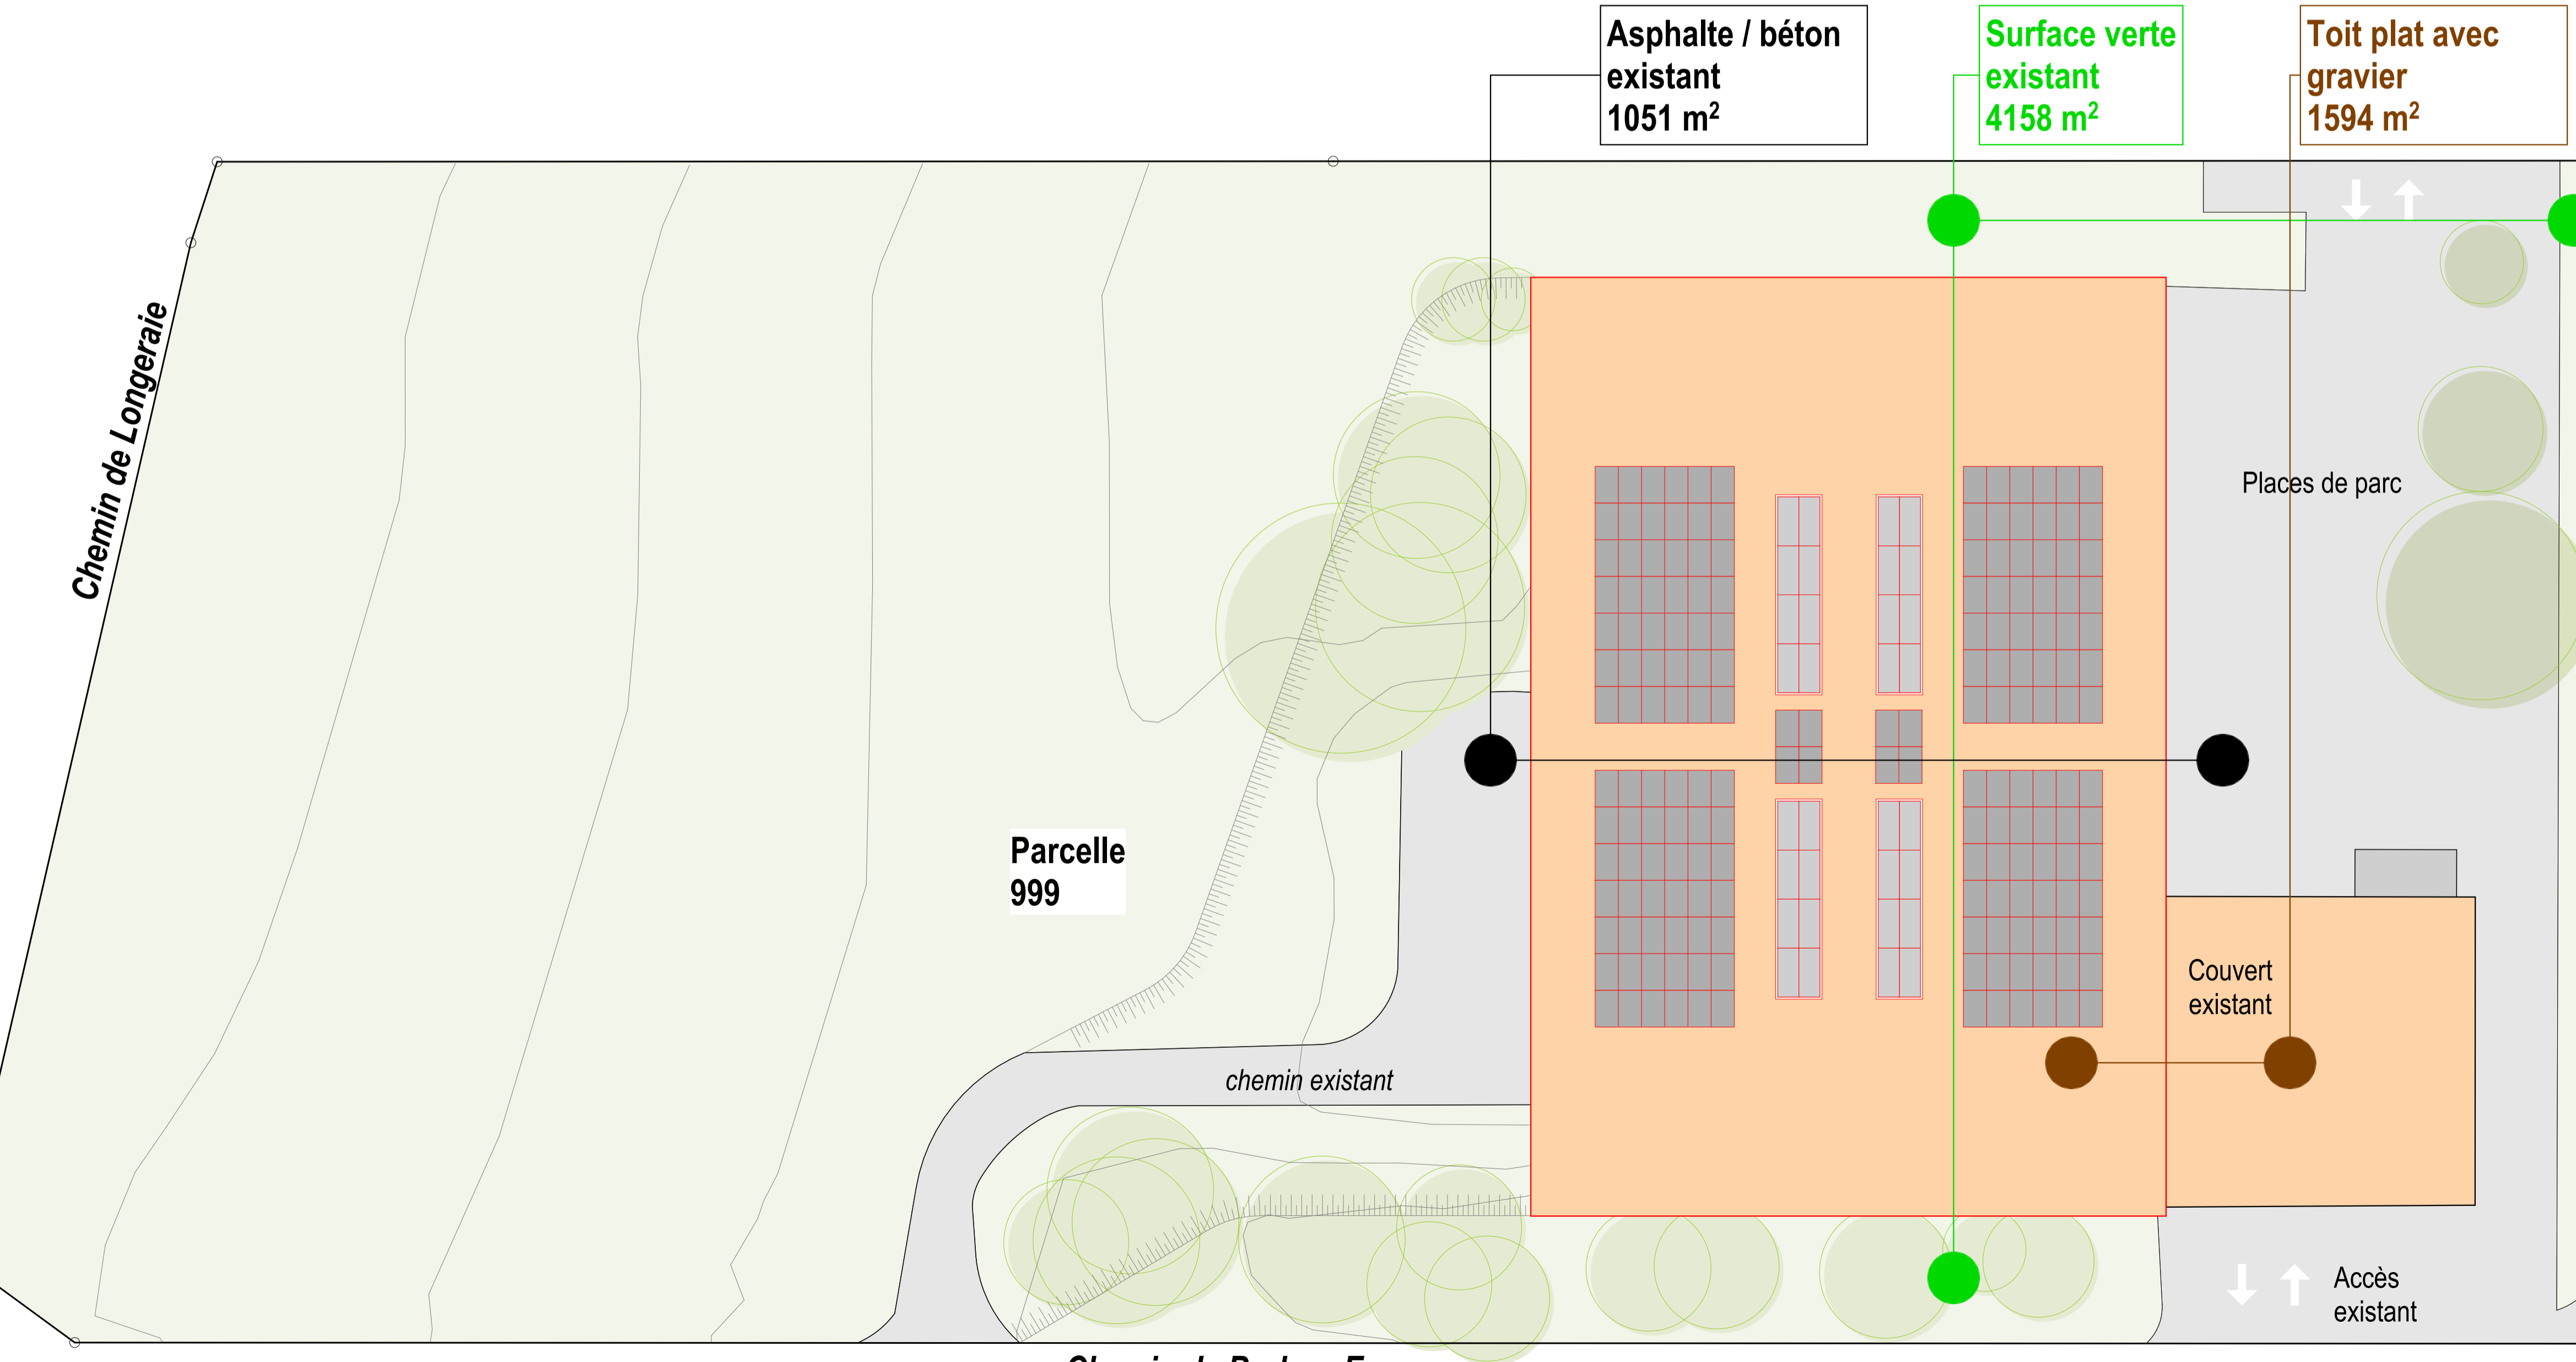 Asphalte / béton
existant
1051 m²
Surface verte
existant
4158 m²
Toit plat avec
gravier
1594 m²
Chemin de Longeraie
Places de parc
Parcelle
999
Couvert
existant
chemin existant
Accès
existant